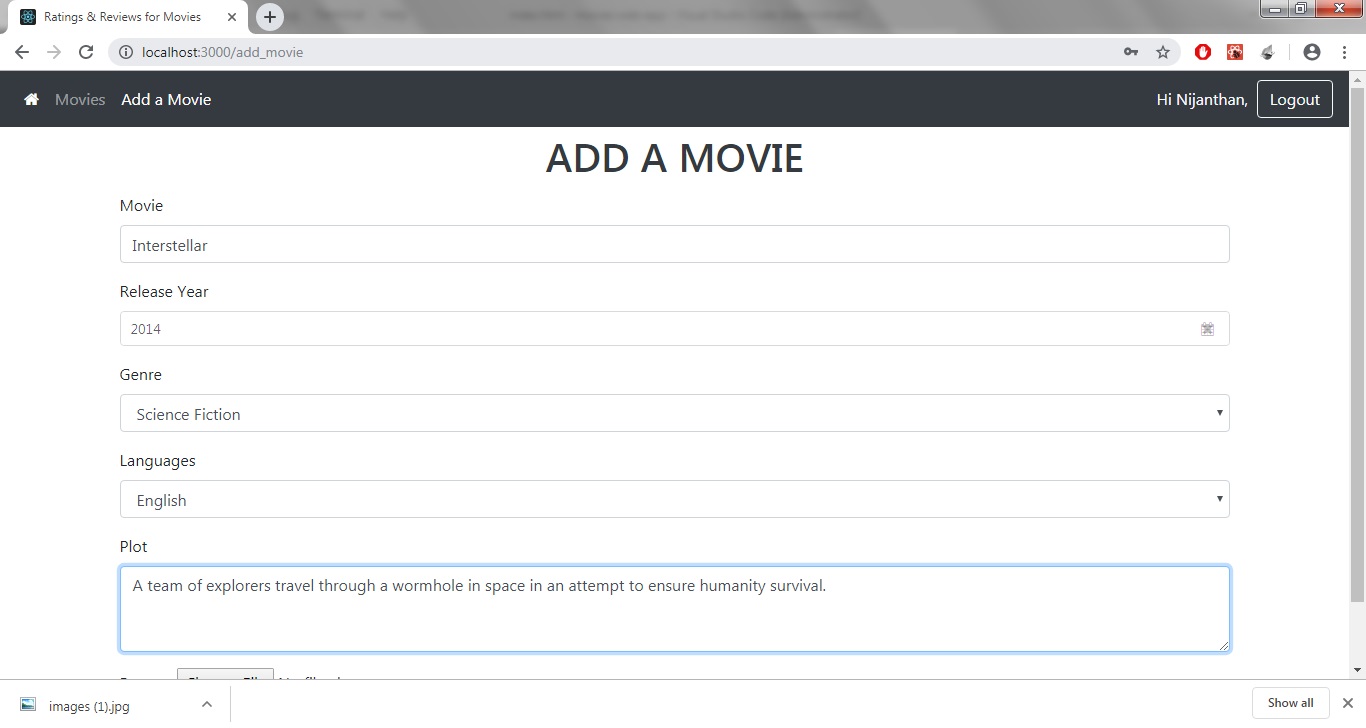 Ratings & Reviews for Movies
localhost:3000/add_movie
Movies Add a Movie Hi Nijanthan, Logout
ADD A MOVIE
Movie
Interstellar
Release Year
2014
Genre
Science Fiction
Languages
English
Plot
A team of explorers travel through a wormhole in space in an attempt to ensure humanity survival.
images (1).jpg Show all